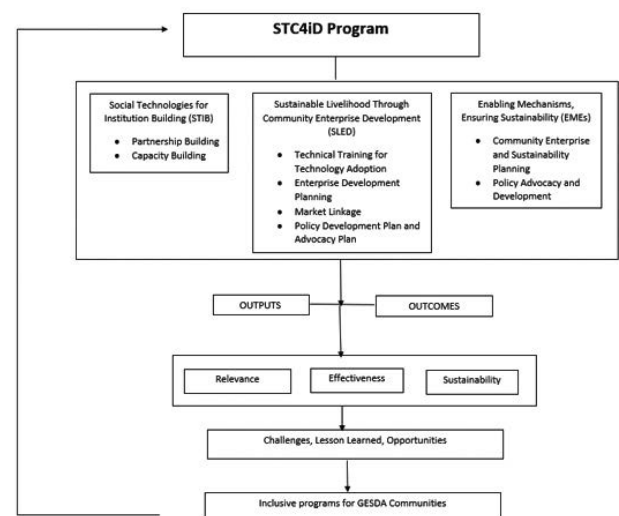 STC4iD Program
Social Technologies for
Institution Building (STIB)
• Partnership Building
• Capacity Building
Sustainable Livelihood Through
Community Enterprise Development
(SLED)
• Technical Training for
Technology Adoption
• Enterprise Development
Planning
• Market Linkage
• Policy Development Plan and
Advocacy Plan
Enabling Mechanisms,
Ensuring Sustainability (EMEs)
• Community Enterprise
and Sustainability
Planning
• Policy Advocacy and
Development
OUTPUTS
OUTCOMES
Relevance
Effectiveness
Sustainability
Challenges, Lesson Learned, Opportunities
Inclusive programs for GESDA Communities